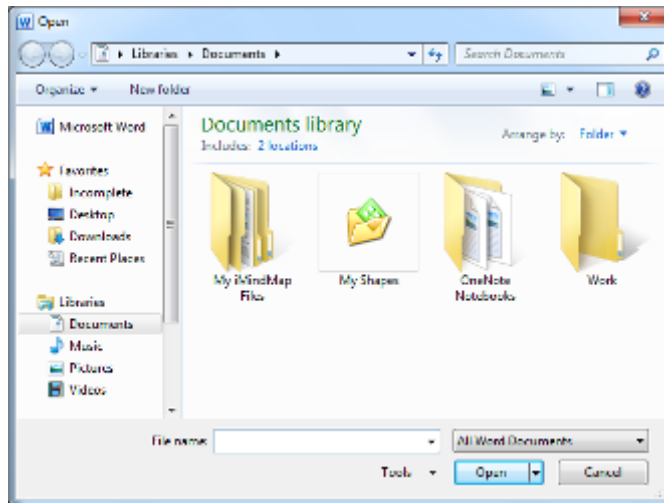 Open
Libraries Documents
Search Documents
Organize New folder
Microsoft Word
Favorites
Incomplete
Desktop
Downloads
Recent Places
Libraries
Documents
Music
Pictures
Videos
Documents library
Includes: 2 locations
Arrange by: Folder
My iMindMap
Files
My Shapes
OneNote
Notebooks
Work
File name:
All Word Documents
Tools
Open
Cancel